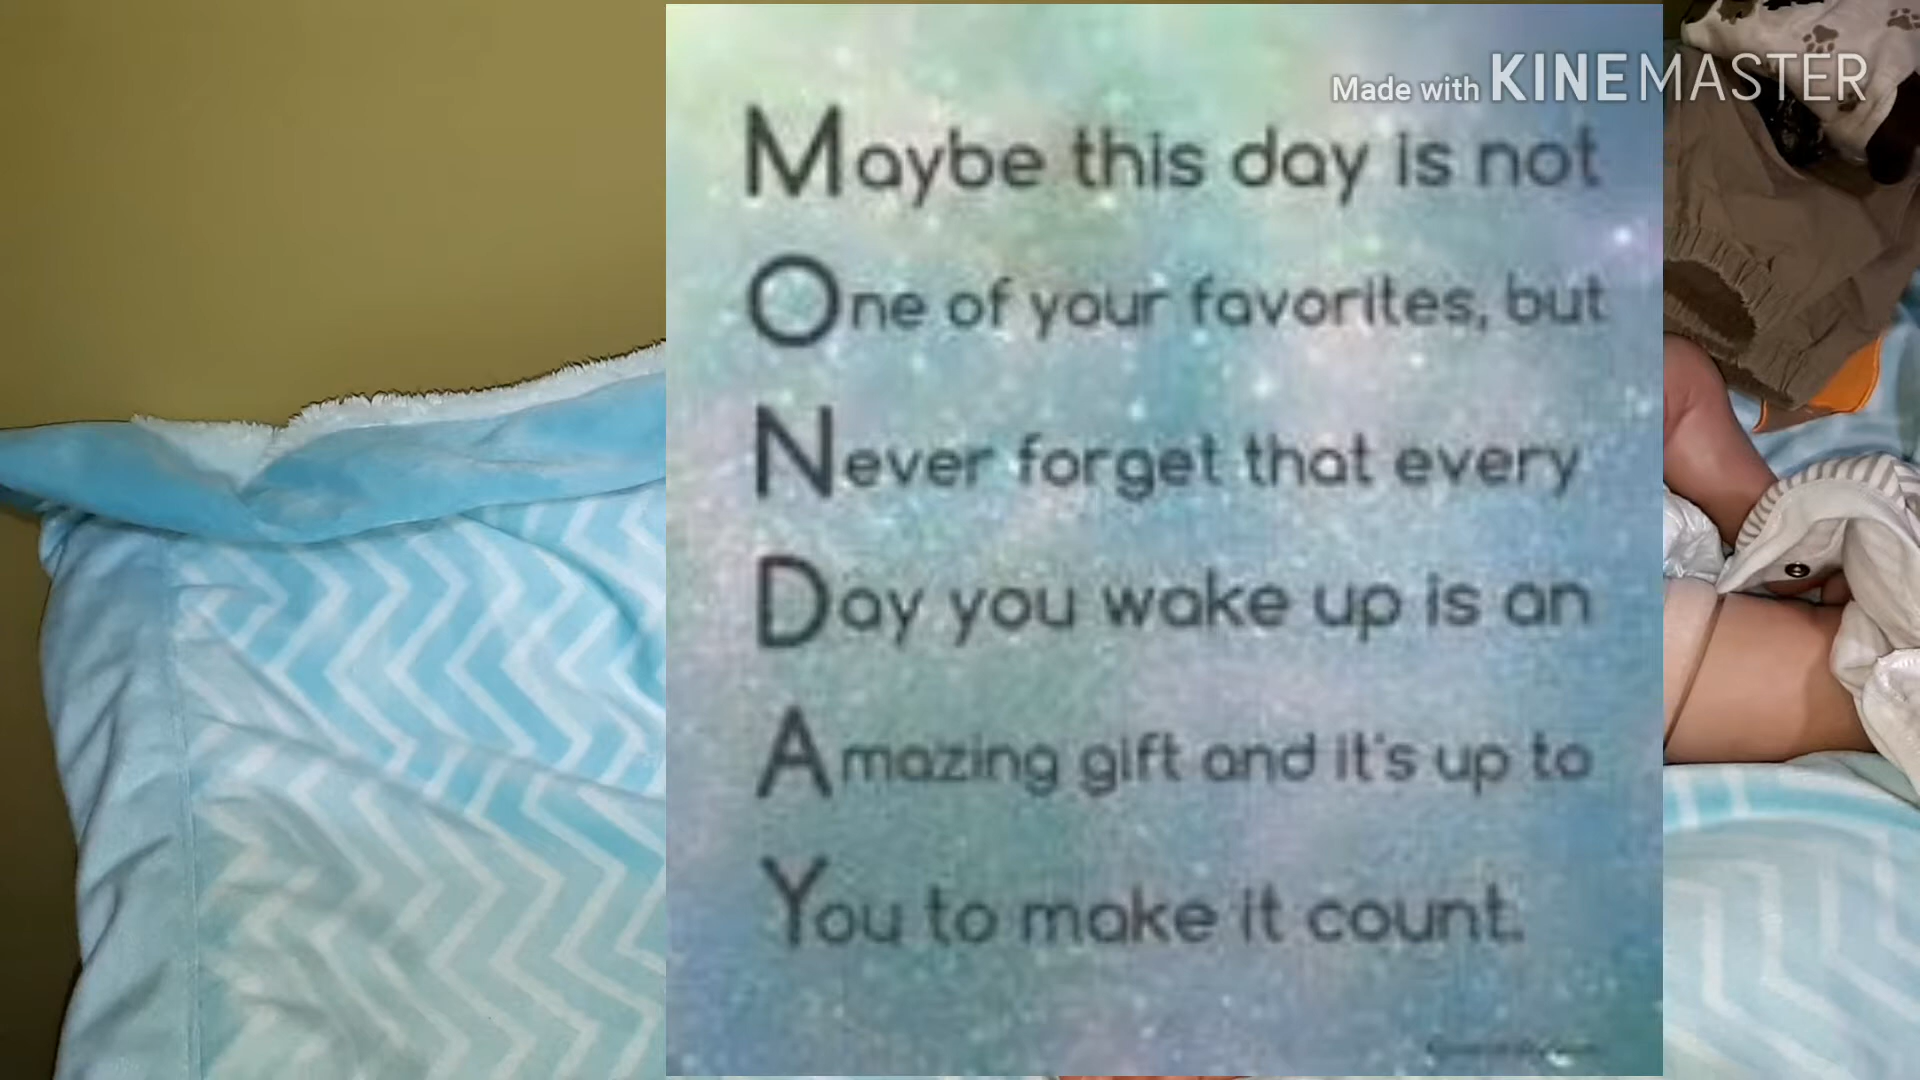 Made with KINEMASTER
Maybe this day is not
One of your favorites, but
Never forget that every
Day you wake up is an
Amazing gift and it's up to
You to make it count.